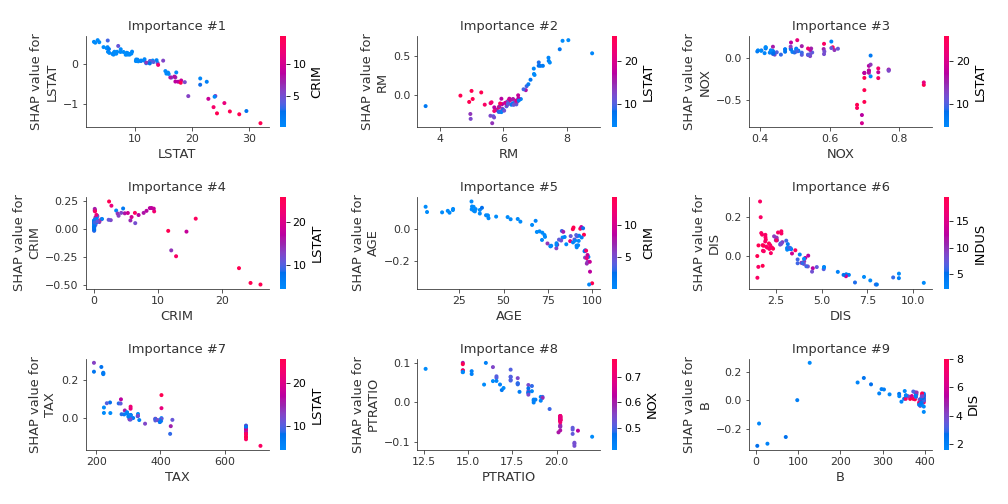 Importance #1
SHAP value for
LSTAT
0
−1
10
20
30
LSTAT
10
5
CRIM
Importance #2
SHAP value for
RM
0.5
0.0
4
6
8
RM
20
10
LSTAT
Importance #3
SHAP value for
NOX
0.0
−0.5
0.4
0.6
0.8
NOX
20
10
LSTAT
Importance #4
SHAP value for
CRIM
0.25
0.00
−0.25
−0.50
0
10
20
CRIM
20
10
LSTAT
Importance #5
SHAP value for
AGE
0.0
−0.2
25
50
75
100
AGE
10
5
CRIM
Importance #6
SHAP value for
DIS
0.2
0.0
2.5
5.0
7.5
10.0
DIS
15
10
5
INDUS
Importance #7
SHAP value for
TAX
0.2
0.0
200
400
600
TAX
20
10
LSTAT
Importance #8
SHAP value for
PTRATIO
0.1
0.0
−0.1
12.5
15.0
17.5
20.0
PTRATIO
0.7
0.6
0.5
NOX
Importance #9
SHAP value for
B
0.2
0.0
−0.2
0
100
200
300
400
B
8
6
4
2
DIS